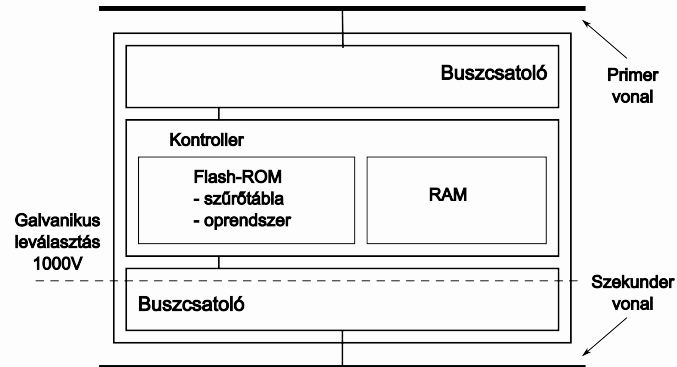 Buszcsatoló
Primer
vonal
Kontroller
Flash-ROM
- szűrőtábla
- oprendszer
RAM
Galvanikus
leválasztás
1000V
Buszcsatoló
Szekunder
vonal